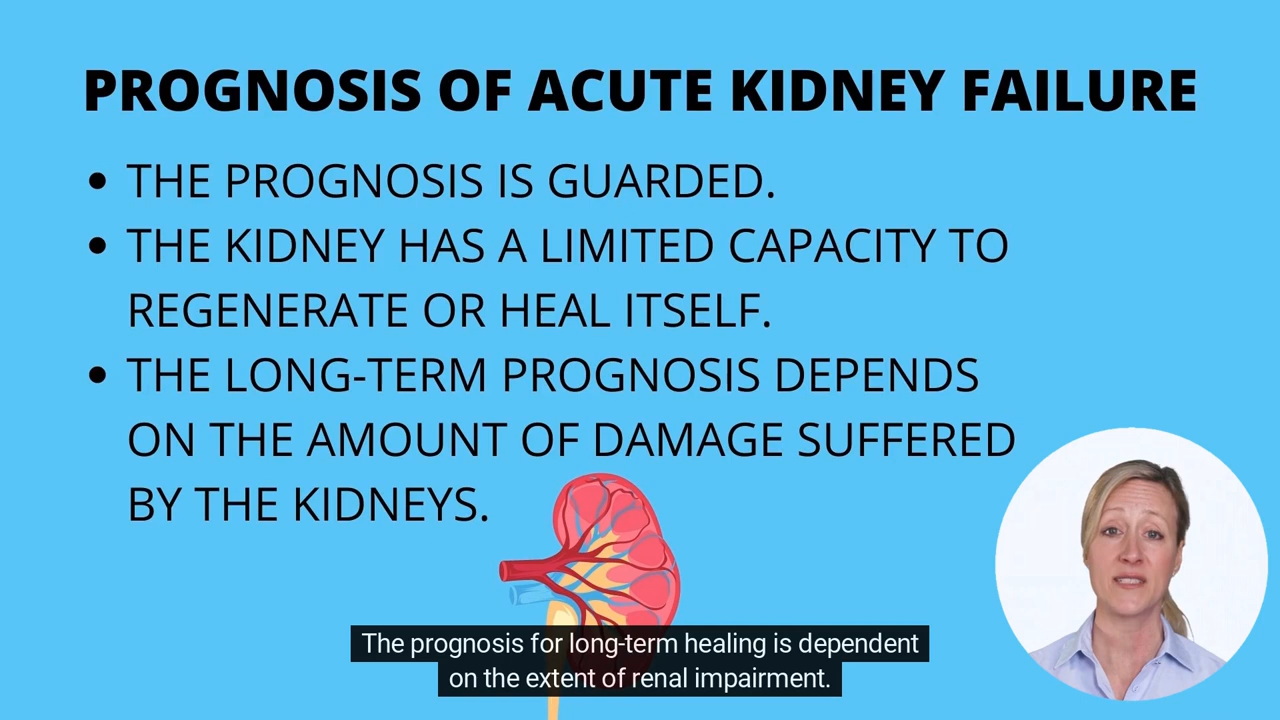 PROGNOSIS OF ACUTE KIDNEY FAILURE
• THE PROGNOSIS IS GUARDED.
• THE KIDNEY HAS A LIMITED CAPACITY TO
REGENERATE OR HEAL ITSELF.
• THE LONG-TERM PROGNOSIS DEPENDS
ON THE AMOUNT OF DAMAGE SUFFERED
BY THE KIDNEYS.
The prognosis for long-term healing is dependent
on the extent of renal impairment.